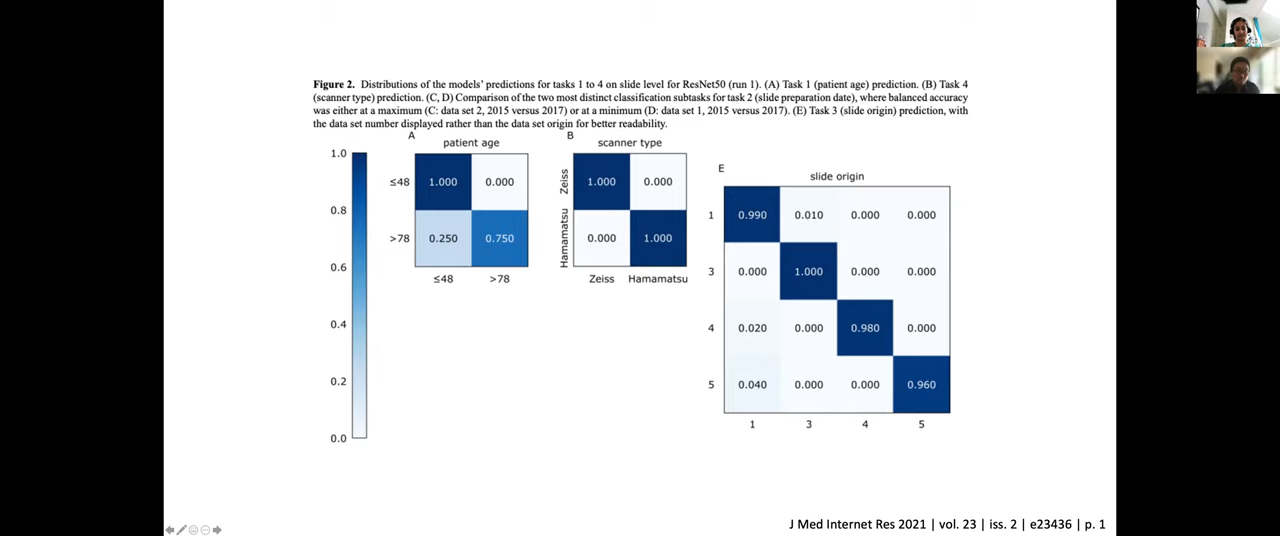 Figure 2. Distributions of the models' predictions for tasks 1 to 4 on slide level for ResNet50 (run 1). (A) Task 1 (patient age) prediction. (B) Task 4
(scanner type) prediction. (C, D) Comparison of the two most distinct classification subtasks for task 2 (slide preparation date), where balanced accuracy
was either at a maximum (C: data set 2, 2015 versus 2017) or at a minimum (D: data set 1, 2015 versus 2017). (E) Task 3 (slide origin) prediction, with
the data set number displayed rather than the data set origin for better readability.
1.0
0.8
0.6
0.4
0.2
0.0
A
patient age
≤48 1.000 0.000
>78 0.250 0.750
≤48 >78
B
scanner type
Zeiss 1.000 0.000
Hamamatsu 0.000 1.000
Zeiss Hamamatsu
E
slide origin
1 0.990 0.010 0.000 0.000
3 0.000 1.000 0.000 0.000
4 0.020 0.000 0.980 0.000
5 0.040 0.000 0.000 0.960
1 3 4 5
J Med Internet Res 2021 | vol. 23 | iss. 2 | e23436 | p. 1